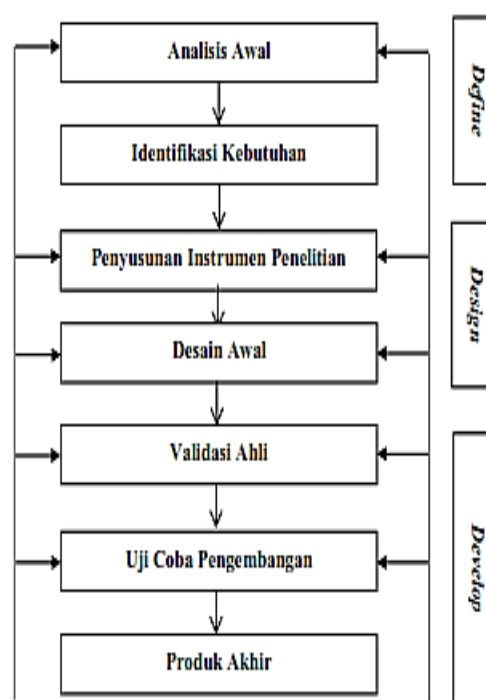 Analisis Awal
Define
Identifikasi Kebutuhan
Penyusunan Instrumen Penelitian
Design
Desain Awal
Validasi Ahli
Uji Coba Pengembangan
Develop
Produk Akhir